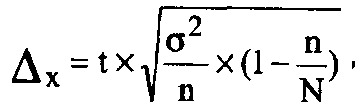 Δₓ = t × √(σ²/n × (1 − n/N)) ,